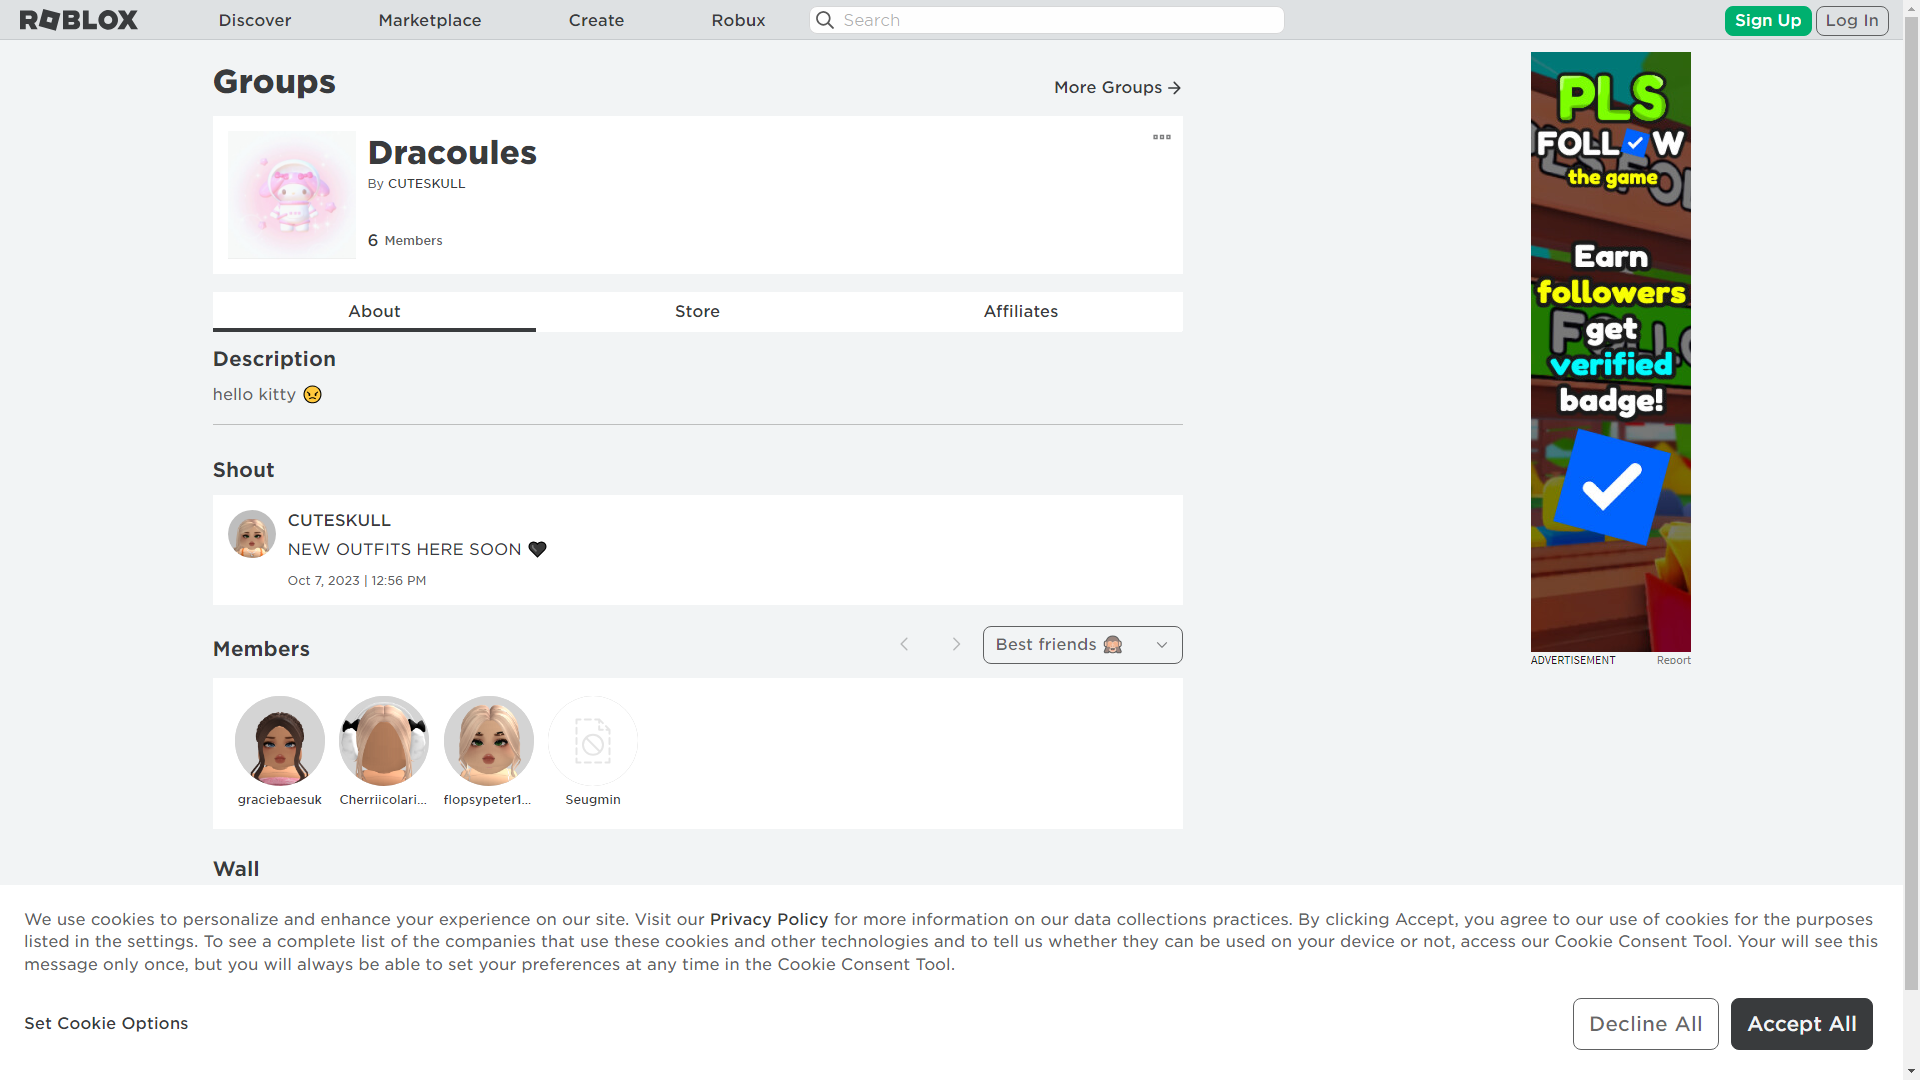 ROBLOX
Discover
Marketplace
Create
Robux
Search
Sign Up
Log In
Groups
More Groups
Dracoules
By CUTESKULL
6 Members
About
Store
Affiliates
Description
hello kitty 😠
Shout
CUTESKULL
NEW OUTFITS HERE SOON 🖤
Oct 7, 2023 | 12:56 PM
Members
Best friends 🙉
graciebaesuk
Cherriicolari...
flopsypeter1...
Seugmin
Wall
PLS
FOLLOW
the game
Earn
followers
get
verified
badge!
ADVERTISEMENT
Report
We use cookies to personalize and enhance your experience on our site. Visit our Privacy Policy for more information on our data collections practices. By clicking Accept, you agree to our use of cookies for the purposes
listed in the settings. To see a complete list of the companies that use these cookies and other technologies and to tell us whether they can be used on your device or not, access our Cookie Consent Tool. Your will see this
message only once, but you will always be able to set your preferences at any time in the Cookie Consent Tool.
Set Cookie Options
Decline All
Accept All